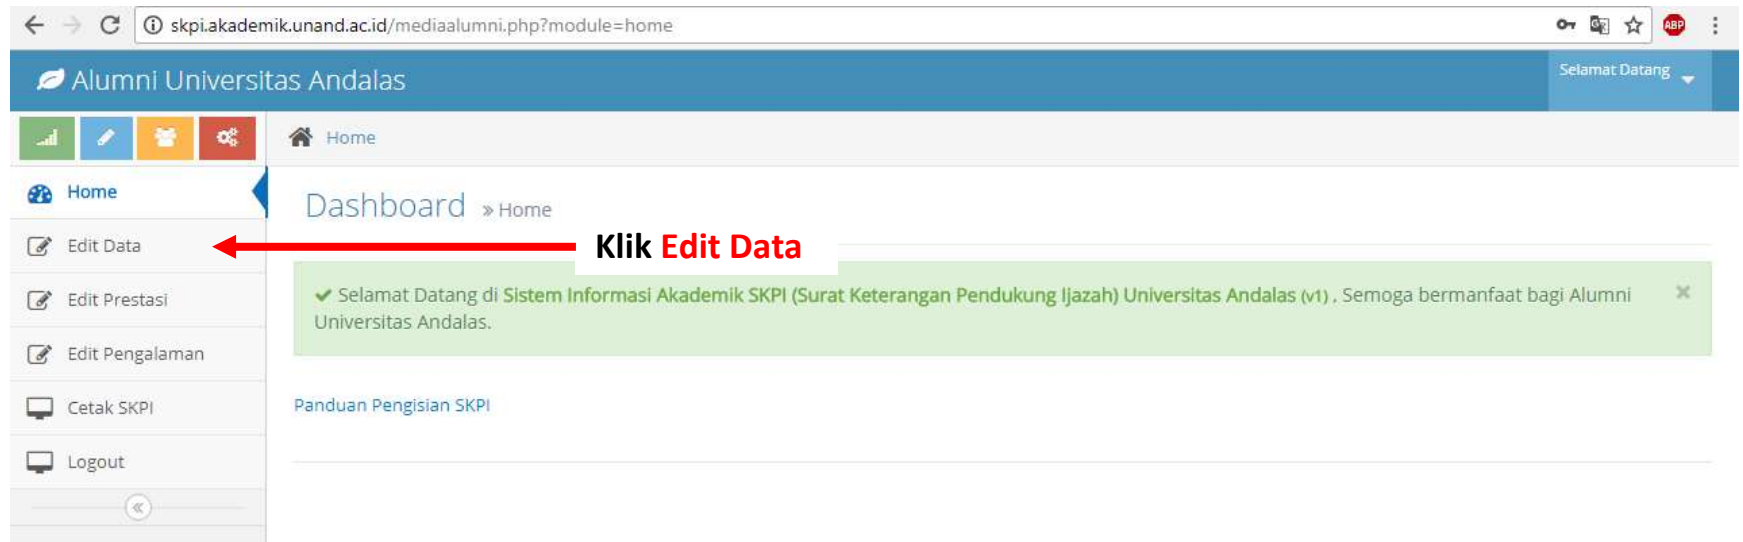 skpi.akademik.unand.ac.id/mediaalumni.php?module=home
ABP
Alumni Universitas Andalas
Selamat Datang
Home
Home
Dashboard » Home
Edit Data
Klik Edit Data
Edit Prestasi
✔ Selamat Datang di Sistem Informasi Akademik SKPI (Surat Keterangan Pendukung Ijazah) Universitas Andalas (v1) . Semoga bermanfaat bagi Alumni
Universitas Andalas.
Edit Pengalaman
Cetak SKPI
Panduan Pengisian SKPI
Logout